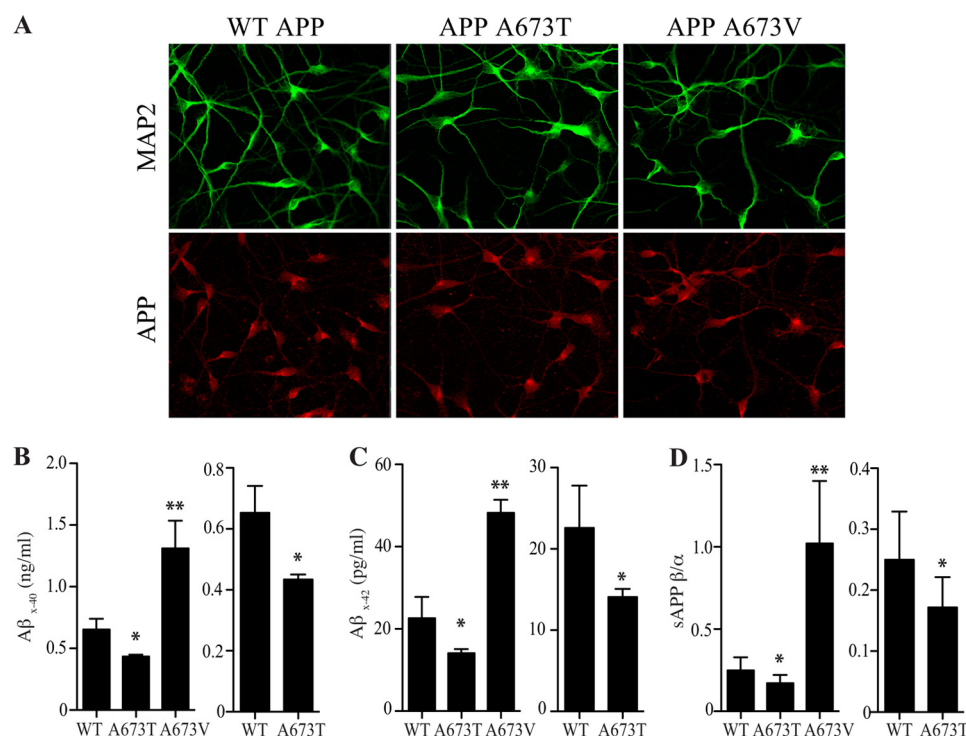 A
WT APP
APP A673T
APP A673V
MAP2
APP
B
Aβ x-40 (ng/ml)
2.0
1.5
1.0
0.5
0
WT A673T A673V
0.8
0.6
0.4
0.2
0
WT A673T
*
**
*
C
Aβ x-42 (pg/ml)
60
40
20
0
WT A673T A673V
30
20
10
0
WT A673T
*
**
*
D
sAPP β/α
1.5
1.0
0.5
0
WT A673T A673V
0.4
0.3
0.2
0.1
0
WT A673T
*
**
*